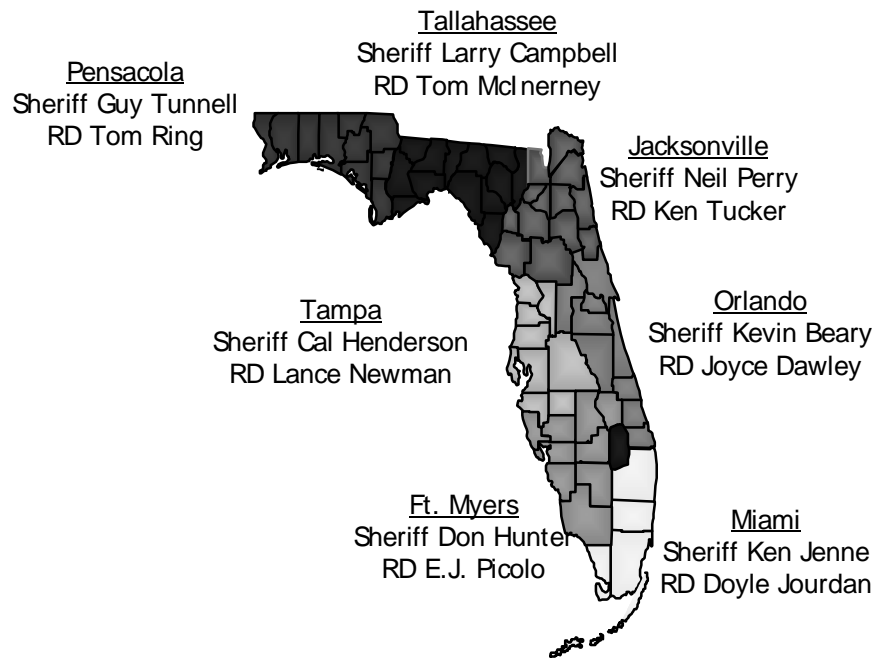 Tallahassee
Sheriff Larry Campbell
RD Tom McInerney
Pensacola
Sheriff Guy Tunnell
RD Tom Ring
Jacksonville
Sheriff Neil Perry
RD Ken Tucker
Tampa
Sheriff Cal Henderson
RD Lance Newman
Orlando
Sheriff Kevin Beary
RD Joyce Dawley
Ft. Myers
Sheriff Don Hunter
RD E.J. Picolo
Miami
Sheriff Ken Jenne
RD Doyle Jourdan